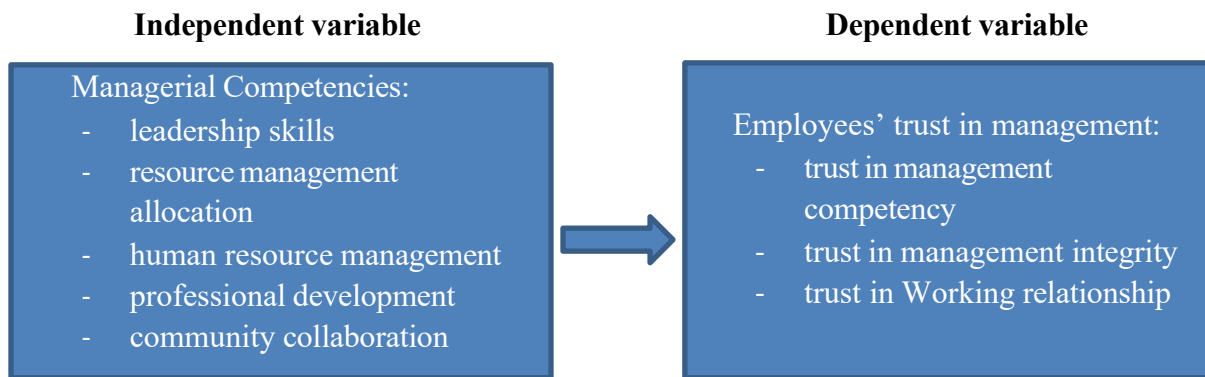 Independent variable
Managerial Competencies:
- leadership skills
- resource management
allocation
- human resource management
- professional development
- community collaboration
Dependent variable
Employees’ trust in management:
- trust in management
competency
- trust in management integrity
- trust in Working relationship